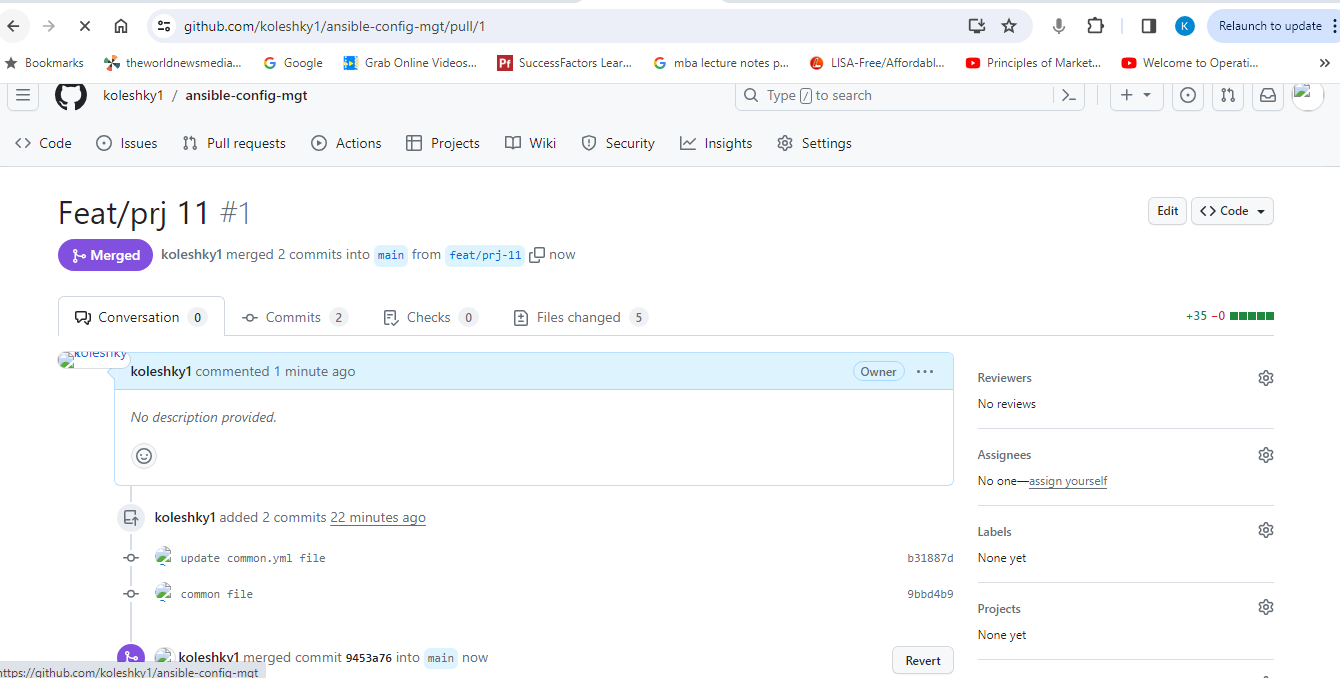 github.com/koleshky1/ansible-config-mgt/pull/1
K
Relaunch to update
Bookmarks theworldnewsmedia... Google Grab Online Videos... Pf SuccessFactors Lear... mba lecture notes p... LISA-Free/Affordabl... Principles of Market... Welcome to Operati... »
koleshky1 / ansible-config-mgt
Type / to search
Code Issues Pull requests Actions Projects Wiki Security Insights Settings
Feat/prj 11 #1
Edit
<> Code
Merged koleshky1 merged 2 commits into main from feat/prj-11 now
Conversation 0 Commits 2 Checks 0 Files changed 5
+35 −0
koleshky
koleshky1 commented 1 minute ago
Owner ...
No description provided.
koleshky1 added 2 commits 22 minutes ago
update common.yml file b31887d
common file 9bbd4b9
koleshky1 merged commit 9453a76 into main now
Revert
https://github.com/koleshky1/ansible-config-mgt
Reviewers
No reviews
Assignees
No one—assign yourself
Labels
None yet
Projects
None yet